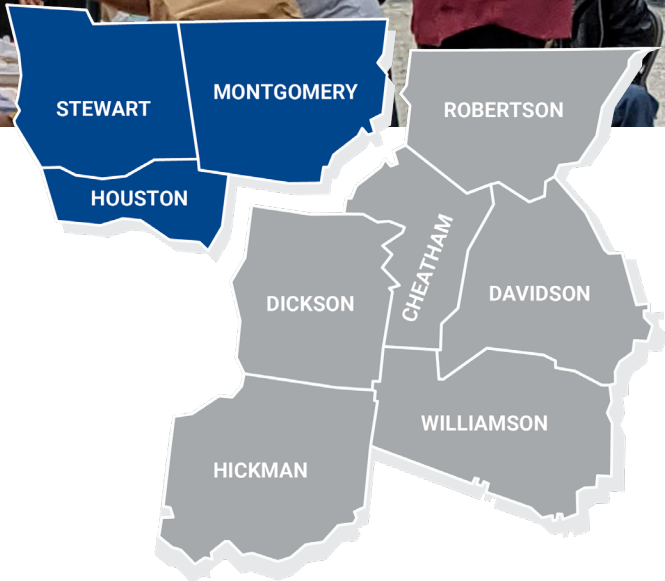 STEWART
MONTGOMERY
ROBERTSON
HOUSTON
CHEATHAM
DICKSON
DAVIDSON
WILLIAMSON
HICKMAN